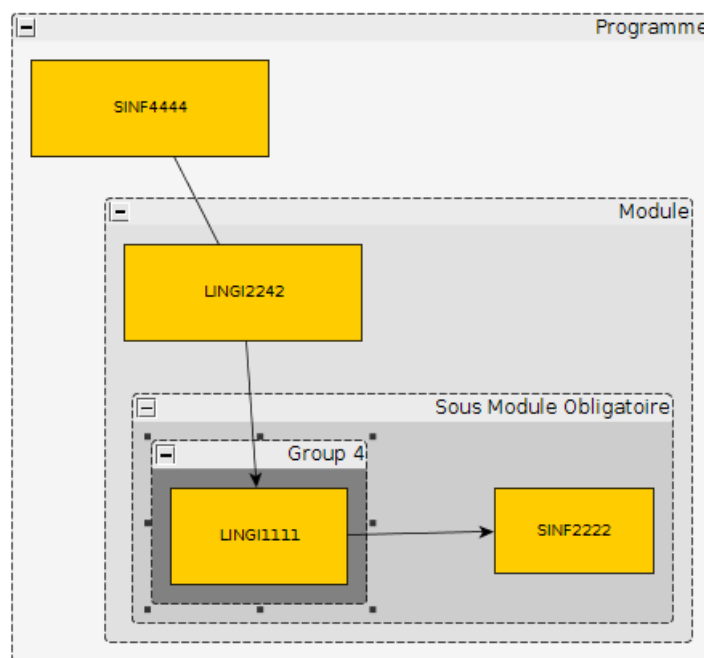 Programme
SINF4444
Module
LINGI2242
Sous Module Obligatoire
Group 4
LINGI1111
SINF2222